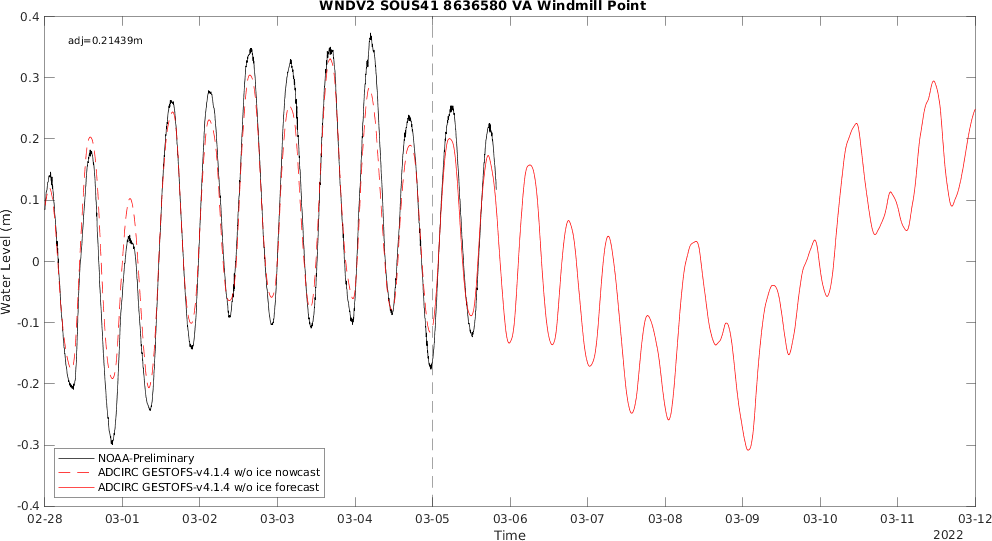 WNDV2 SOUS41 8636580 VA Windmill Point
adj=0.21439m
0.4
0.3
0.2
0.1
0
-0.1
-0.2
-0.3
-0.4
Water Level (m)
NOAA-Preliminary
ADCIRC GESTOFS-v4.1.4 w/o ice nowcast
ADCIRC GESTOFS-v4.1.4 w/o ice forecast
02-28 03-01 03-02 03-03 03-04 03-05 03-06 03-07 03-08 03-09 03-10 03-11 03-12
Time
2022